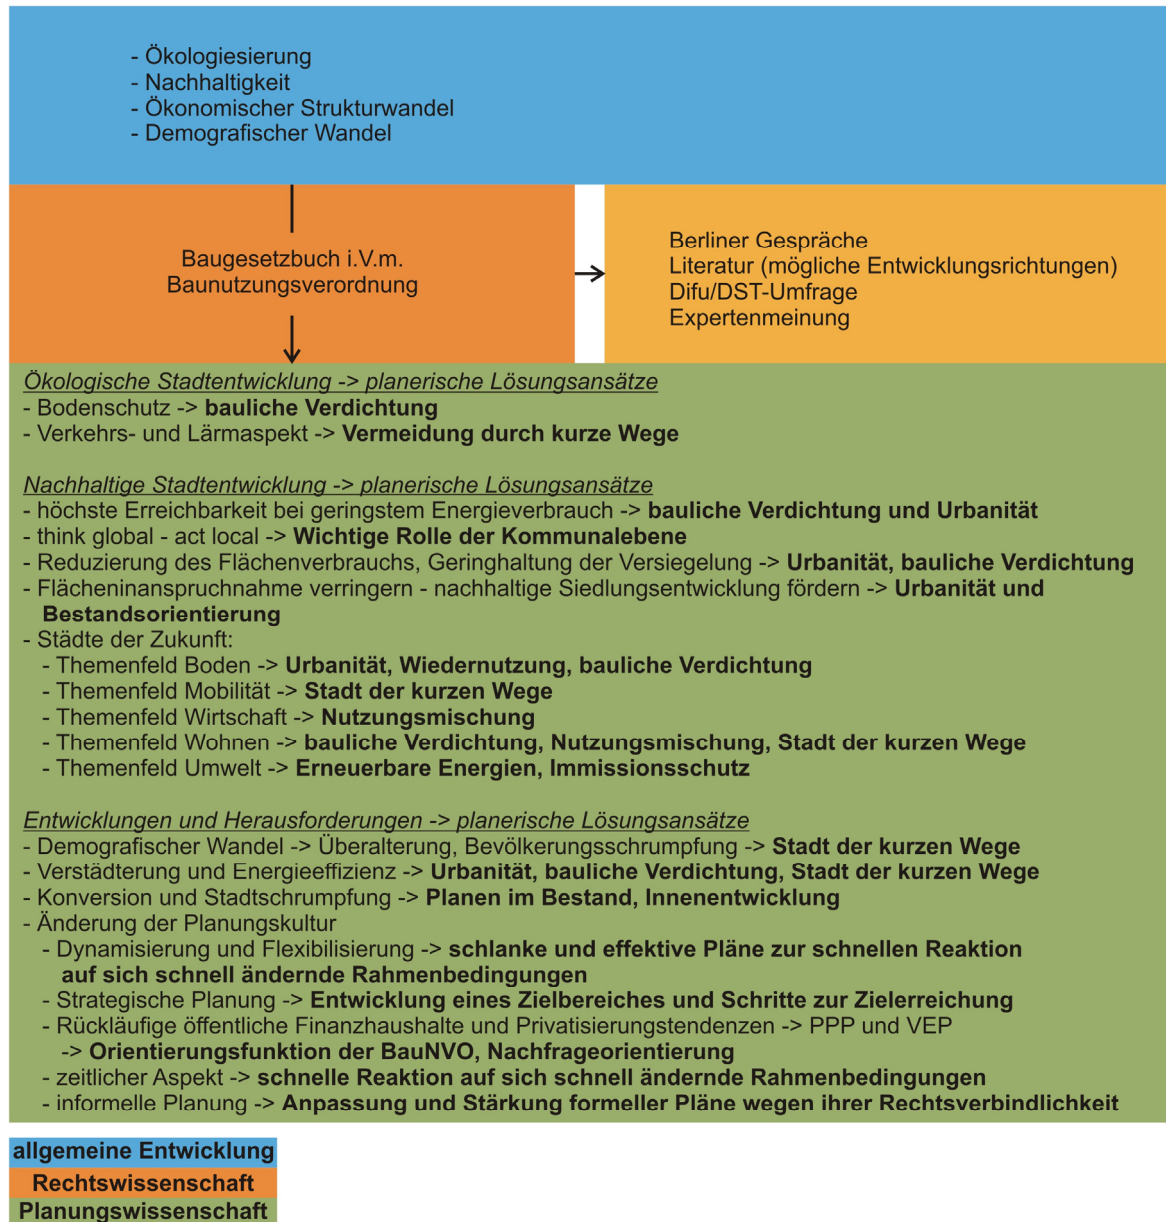 - Ökologiesierung
- Nachhaltigkeit
- Ökonomischer Strukturwandel
- Demografischer Wandel
Baugesetzbuch i.V.m.
Baunutzungsverordnung
Berliner Gespräche
Literatur (mögliche Entwicklungsrichtungen)
Difu/DST-Umfrage
Expertenmeinung
Ökologische Stadtentwicklung -> planerische Lösungsansätze
- Bodenschutz -> bauliche Verdichtung
- Verkehrs- und Lärmaspekt -> Vermeidung durch kurze Wege
Nachhaltige Stadtentwicklung -> planerische Lösungsansätze
- höchste Erreichbarkeit bei geringstem Energieverbrauch -> bauliche Verdichtung und Urbanität
- think global - act local -> Wichtige Rolle der Kommunalebene
- Reduzierung des Flächenverbrauchs, Geringhaltung der Versiegelung -> Urbanität, bauliche Verdichtung
- Flächeninanspruchnahme verringern - nachhaltige Siedlungsentwicklung fördern -> Urbanität und
Bestandsorientierung
- Städte der Zukunft:
- Themenfeld Boden -> Urbanität, Wiedernutzung, bauliche Verdichtung
- Themenfeld Mobilität -> Stadt der kurzen Wege
- Themenfeld Wirtschaft -> Nutzungsmischung
- Themenfeld Wohnen -> bauliche Verdichtung, Nutzungsmischung, Stadt der kurzen Wege
- Themenfeld Umwelt -> Erneuerbare Energien, Immissionsschutz
Entwicklungen und Herausforderungen -> planerische Lösungsansätze
- Demografischer Wandel -> Überalterung, Bevölkerungsschrumpfung -> Stadt der kurzen Wege
- Verstädterung und Energieeffizienz -> Urbanität, bauliche Verdichtung, Stadt der kurzen Wege
- Konversion und Stadtschrumpfung -> Planen im Bestand, Innenentwicklung
- Änderung der Planungskultur
- Dynamisierung und Flexibilisierung -> schlanke und effektive Pläne zur schnellen Reaktion
auf sich schnell ändernde Rahmenbedingungen
- Strategische Planung -> Entwicklung eines Zielbereiches und Schritte zur Zielerreichung
- Rückläufige öffentliche Finanzhaushalte und Privatisierungstendenzen -> PPP und VEP
-> Orientierungsfunktion der BauNVO, Nachfrageorientierung
- zeitlicher Aspekt -> schnelle Reaktion auf sich schnell ändernde Rahmenbedingungen
- informelle Planung -> Anpassung und Stärkung formeller Pläne wegen ihrer Rechtsverbindlichkeit
allgemeine Entwicklung
Rechtswissenschaft
Planungswissenschaft